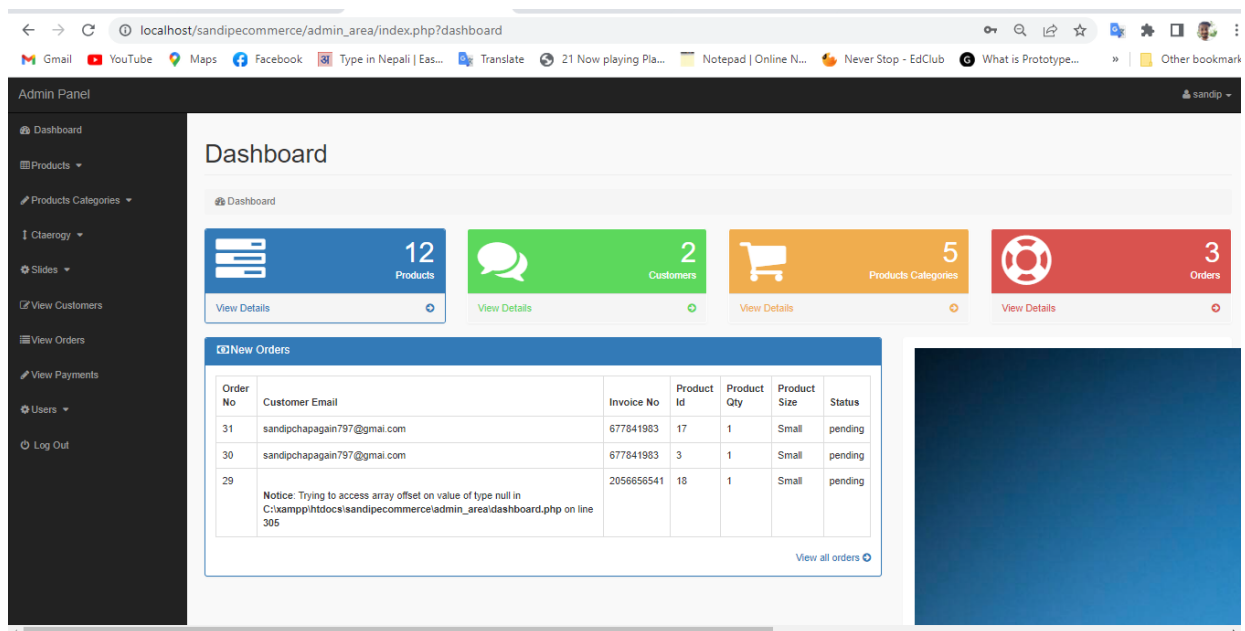 localhost/sandipecommerce/admin_area/index.php?dashboard
Gmail YouTube Maps Facebook Type in Nepali | Eas... Translate 21 Now playing Pla... Notepad | Online N... Never Stop - EdClub What is Prototype... » Other bookmark
Admin Panel sandip
Dashboard
Products
Products Categories
Ctaerogy
Slides
View Customers
View Orders
View Payments
Users
Log Out
Dashboard
Dashboard
12
Products
View Details
2
Customers
View Details
5
Products Categories
View Details
3
Orders
View Details
New Orders
Order No Customer Email Invoice No Product Id Product Qty Product Size Status
31 sandipchapagain797@gmai.com 677841983 17 1 Small pending
30 sandipchapagain797@gmai.com 677841983 3 1 Small pending
29 2056656541 18 1 Small pending
Notice: Trying to access array offset on value of type null in
C:\xampp\htdocs\sandipecommerce\admin_area\dashboard.php on line
305
View all orders